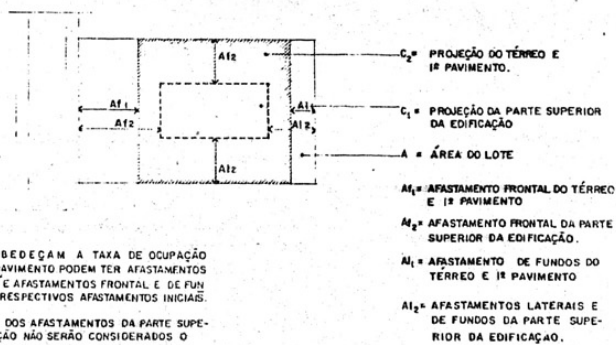 Af2
Af1
Af2
Al1
Al2
Al2
C2= PROJEÇÃO DO TÉRREO E
1º PAVIMENTO.
C1= PROJEÇÃO DA PARTE SUPERIOR
DA EDIFICAÇÃO
A = ÁREA DO LOTE
Af1= AFASTAMENTO FRONTAL DO TÉRREO
E 1º PAVIMENTO
Af2= AFASTAMENTO FRONTAL DA PARTE
SUPERIOR DA EDIFICAÇÃO.
Al1= AFASTAMENTO DE FUNDOS DO
TÉRREO E 1º PAVIMENTO
Al2= AFASTAMENTOS LATERAIS E
DE FUNDOS DA PARTE SUPE-
RIOR DA EDIFICAÇAO.
BEDEÇAM A TAXA DE OCUPAÇÃO
AVIMENTO PODEM TER AFASTAMENTOS
E AFASTAMENTOS FRONTAL E DE FUN
RESPECTIVOS AFASTAMENTOS INICIAIS.
DOS AFASTAMENTOS DA PARTE SUPE-
ÇÃO NÃO SERÃO CONSIDERADOS O